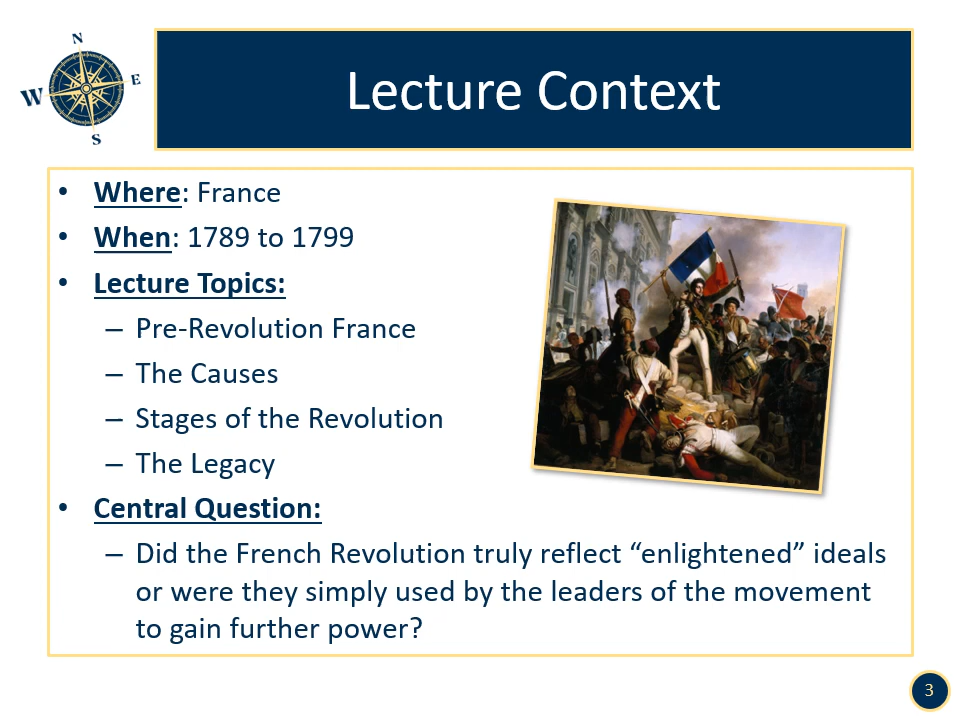 N
W
E
S
Lecture Context
• Where: France
• When: 1789 to 1799
• Lecture Topics:
– Pre-Revolution France
– The Causes
– Stages of the Revolution
– The Legacy
• Central Question:
– Did the French Revolution truly reflect “enlightened” ideals
or were they simply used by the leaders of the movement
to gain further power?
3